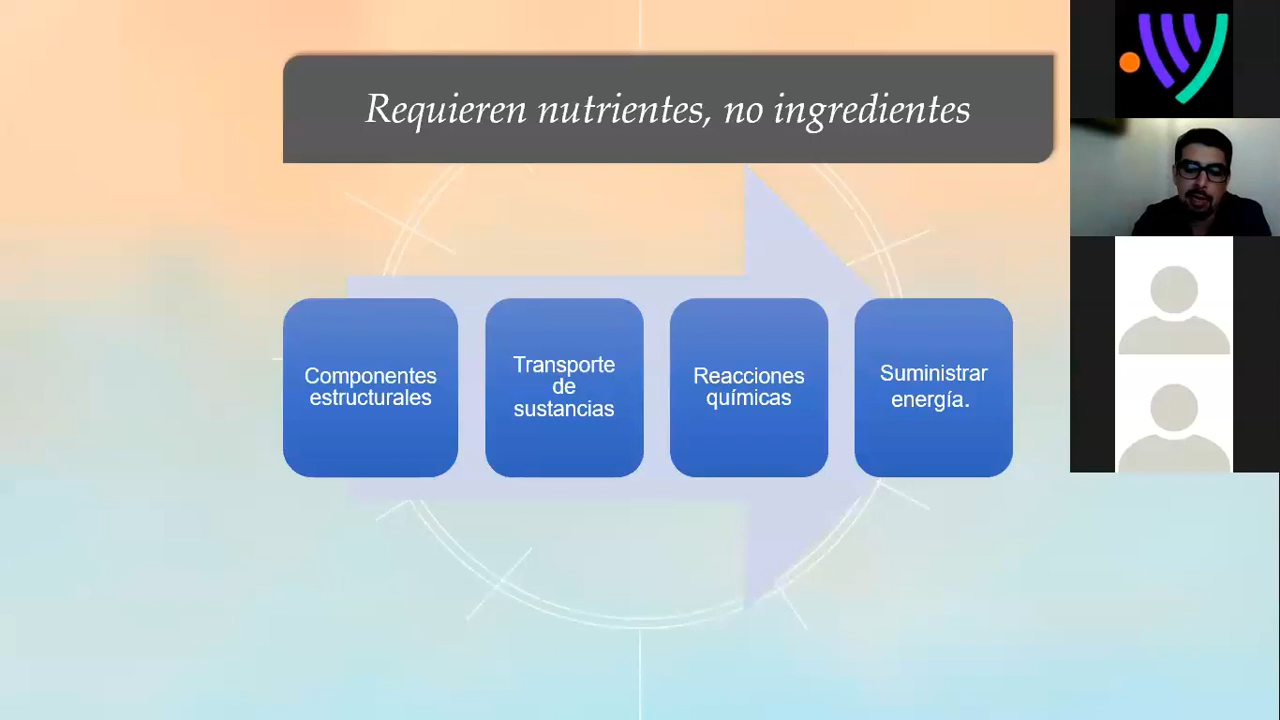 Requieren nutrientes, no ingredientes
Componentes
estructurales
Transporte
de
sustancias
Reacciones
químicas
Suministrar
energía.